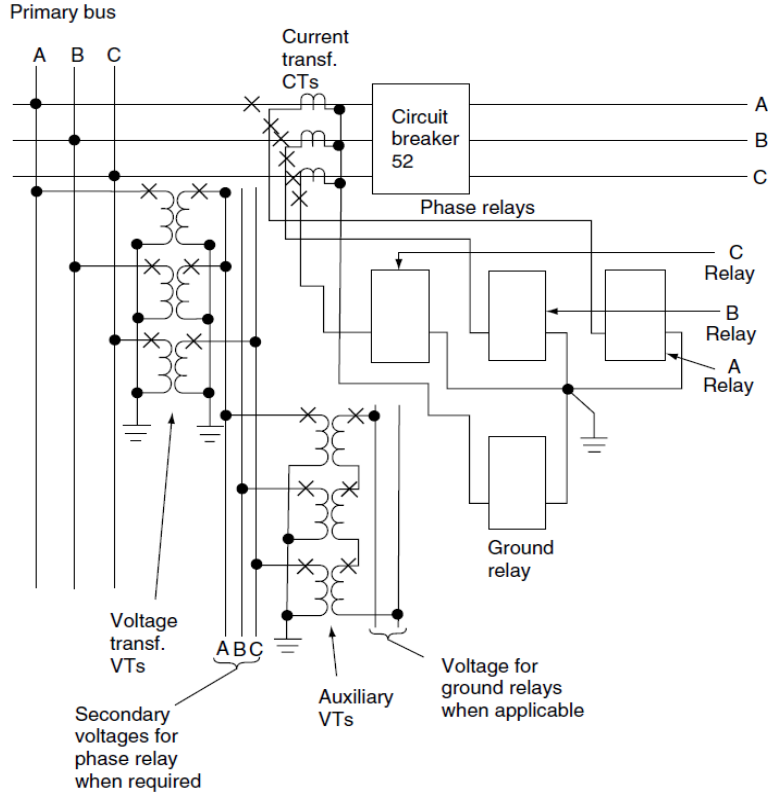 Primary bus
A B C
Current
transf.
CTs
Circuit
breaker
52
A
B
C
Phase relays
C
Relay
B
Relay
A
Relay
Ground
relay
Voltage
transf.
VTs
A B C
Secondary
voltages for
phase relay
when required
Auxiliary
VTs
Voltage for
ground relays
when applicable